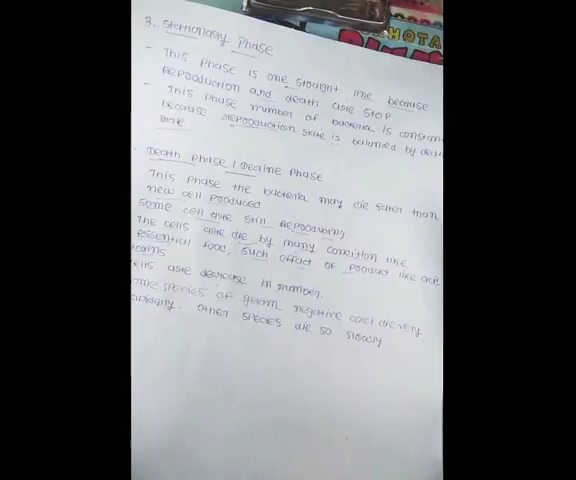 3. Stationary Phase
- This Phase is one straight line because
Reproduction and death are stop
- This phase number of bacteria is constan
because reproduction rate is balanced by death
Death Phase / Decline Phase
This Phase the bacteria may die rater than
new cell produced
some cell are still Reproducing
The cells are die by many condition like
essential food, such effect of product like acid,
toxins
cells are decrease in number.
some species of gram negative cocci die very
rapidally. Other species die so slowly
HOTA